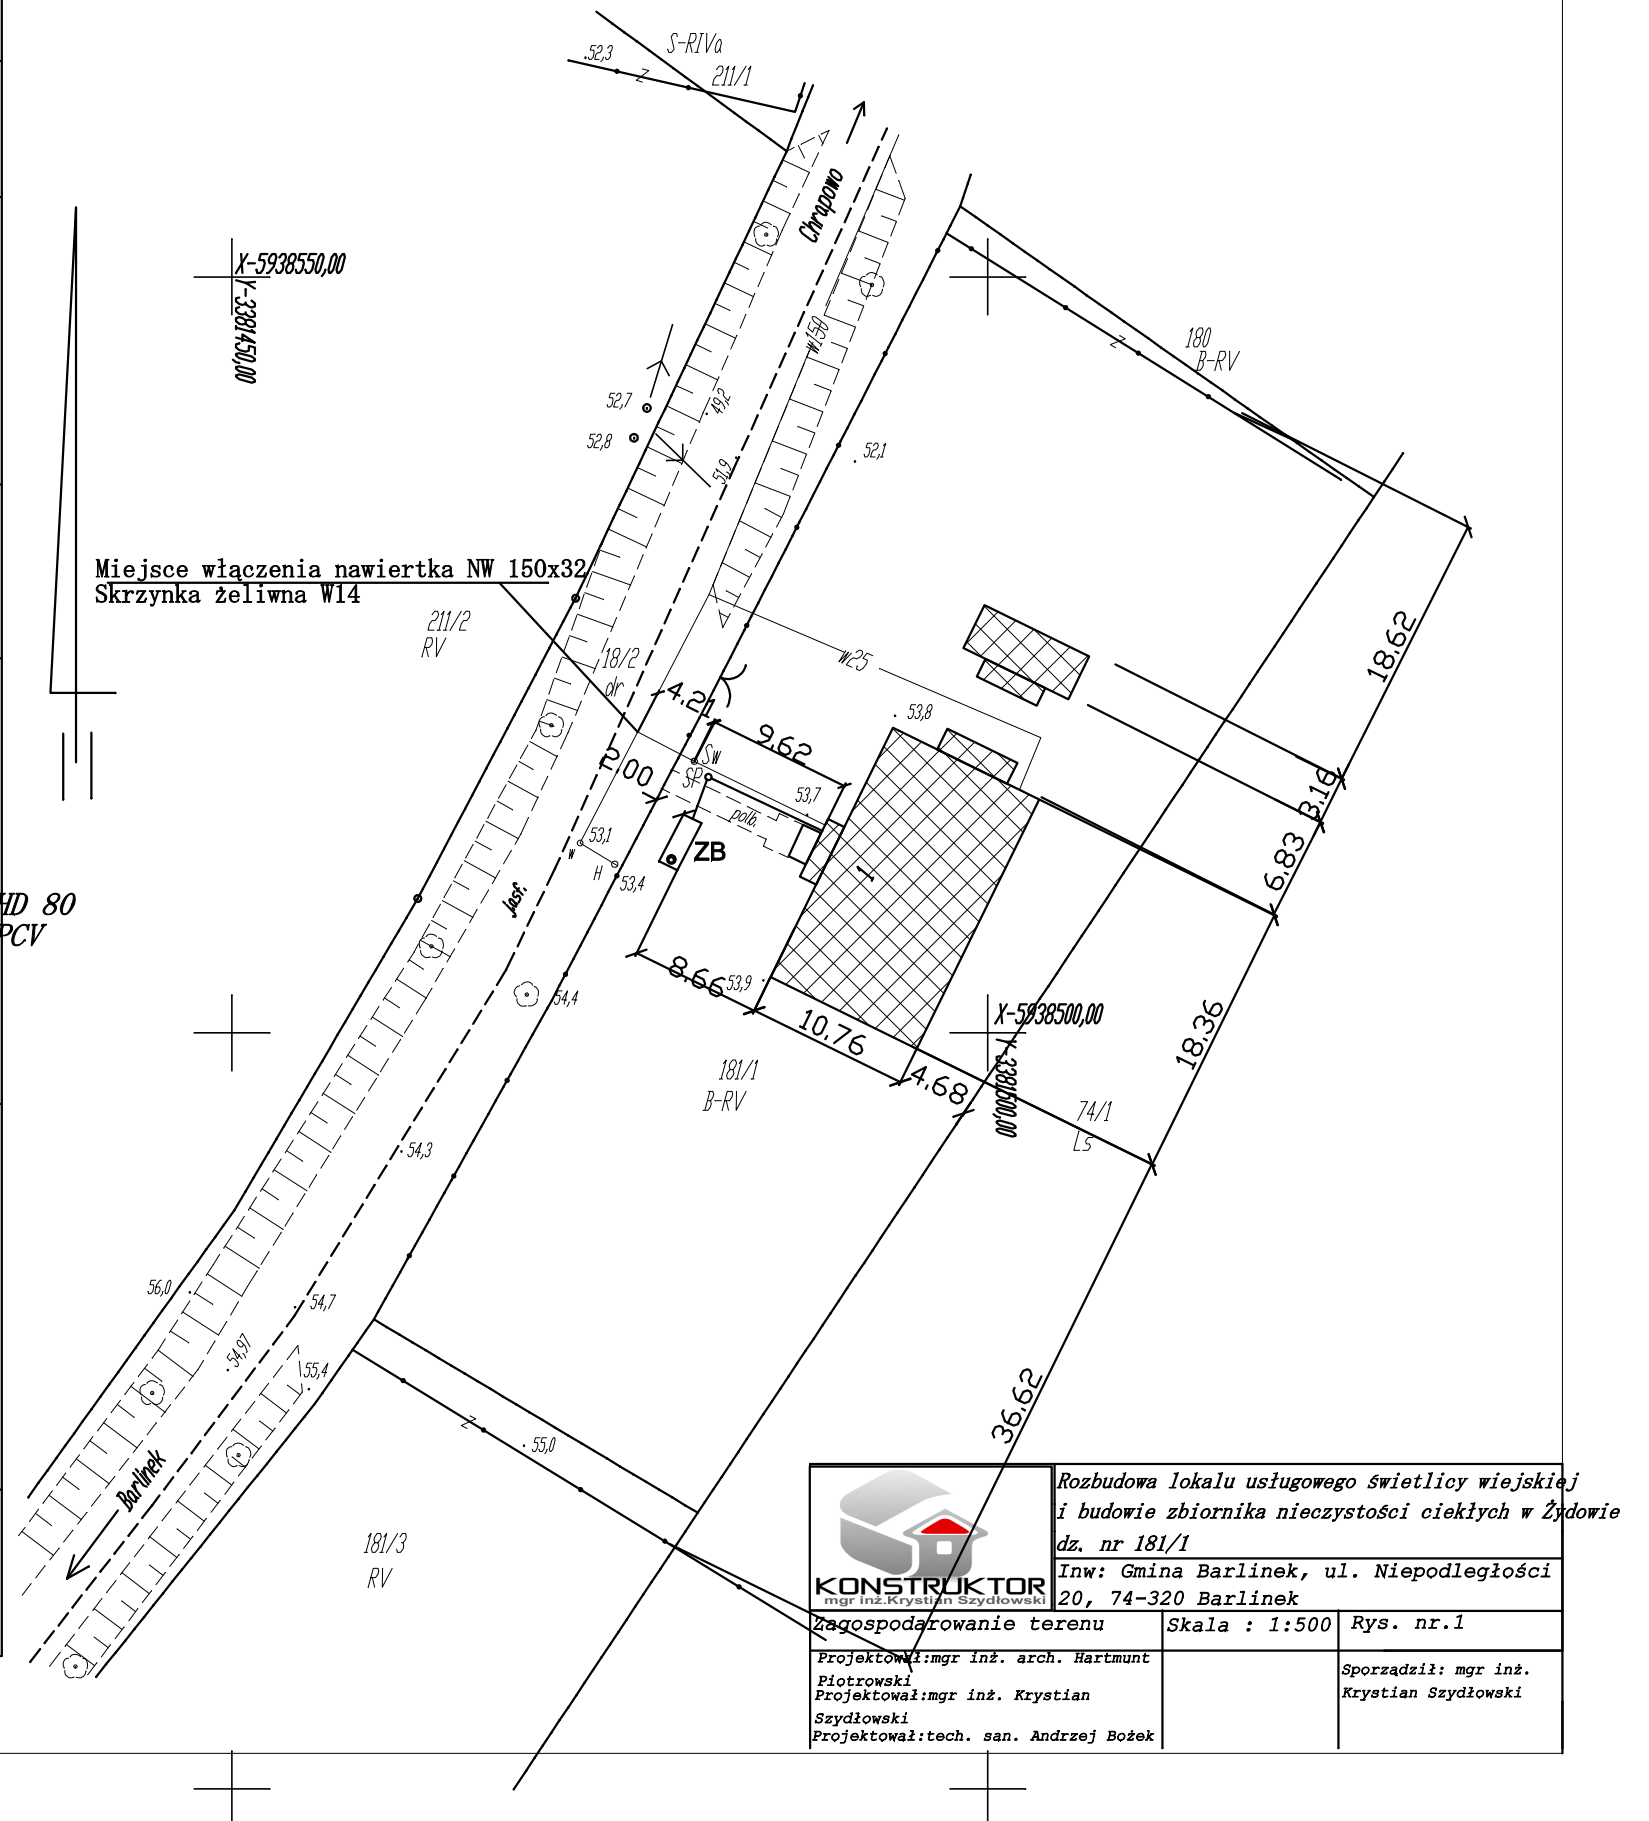 .52,3
S-RIVa
211/1
Z
Chrapowo
X-5938550,00
Y-3381450,00
w150
180
B-RV
Z
52,7
49,2
52,8
51,9
52,1
Miejsce włączenia nawiertka NW 150x32
Skrzynka żeliwna W14
211/2
RV
18/2
dr
w25
18.62
4.21
53,8
9.62
Sw
2.00
SP
53,7
3.16
polb.
53,1
ZB
w
H
53,4
1
6.83
HD 80
PCV
8.66
53,9
54,4
10.76
X-5938500,00
Y-3381500,00
18.36
181/1
B-RV
4.68
74/1
Ls
54,3
56,0
54,7
54,97
55,4
36.62
Z
55,0
Barlinek
181/3
RV
Rozbudowa lokalu usługowego świetlicy wiejskiej
i budowie zbiornika nieczystości ciekłych w Żydowie
dz. nr 181/1
KONSTRUKTOR
mgr inż.Krystian Szydłowski
Inw: Gmina Barlinek, ul. Niepodległości
20, 74-320 Barlinek
Zagospodarowanie terenu
Skala : 1:500
Rys. nr.1
Projektował:mgr inż. arch. Hartmunt
Piotrowski
Projektował:mgr inż. Krystian
Szydłowski
Projektował:tech. san. Andrzej Bożek
Sporządził: mgr inż.
Krystian Szydłowski